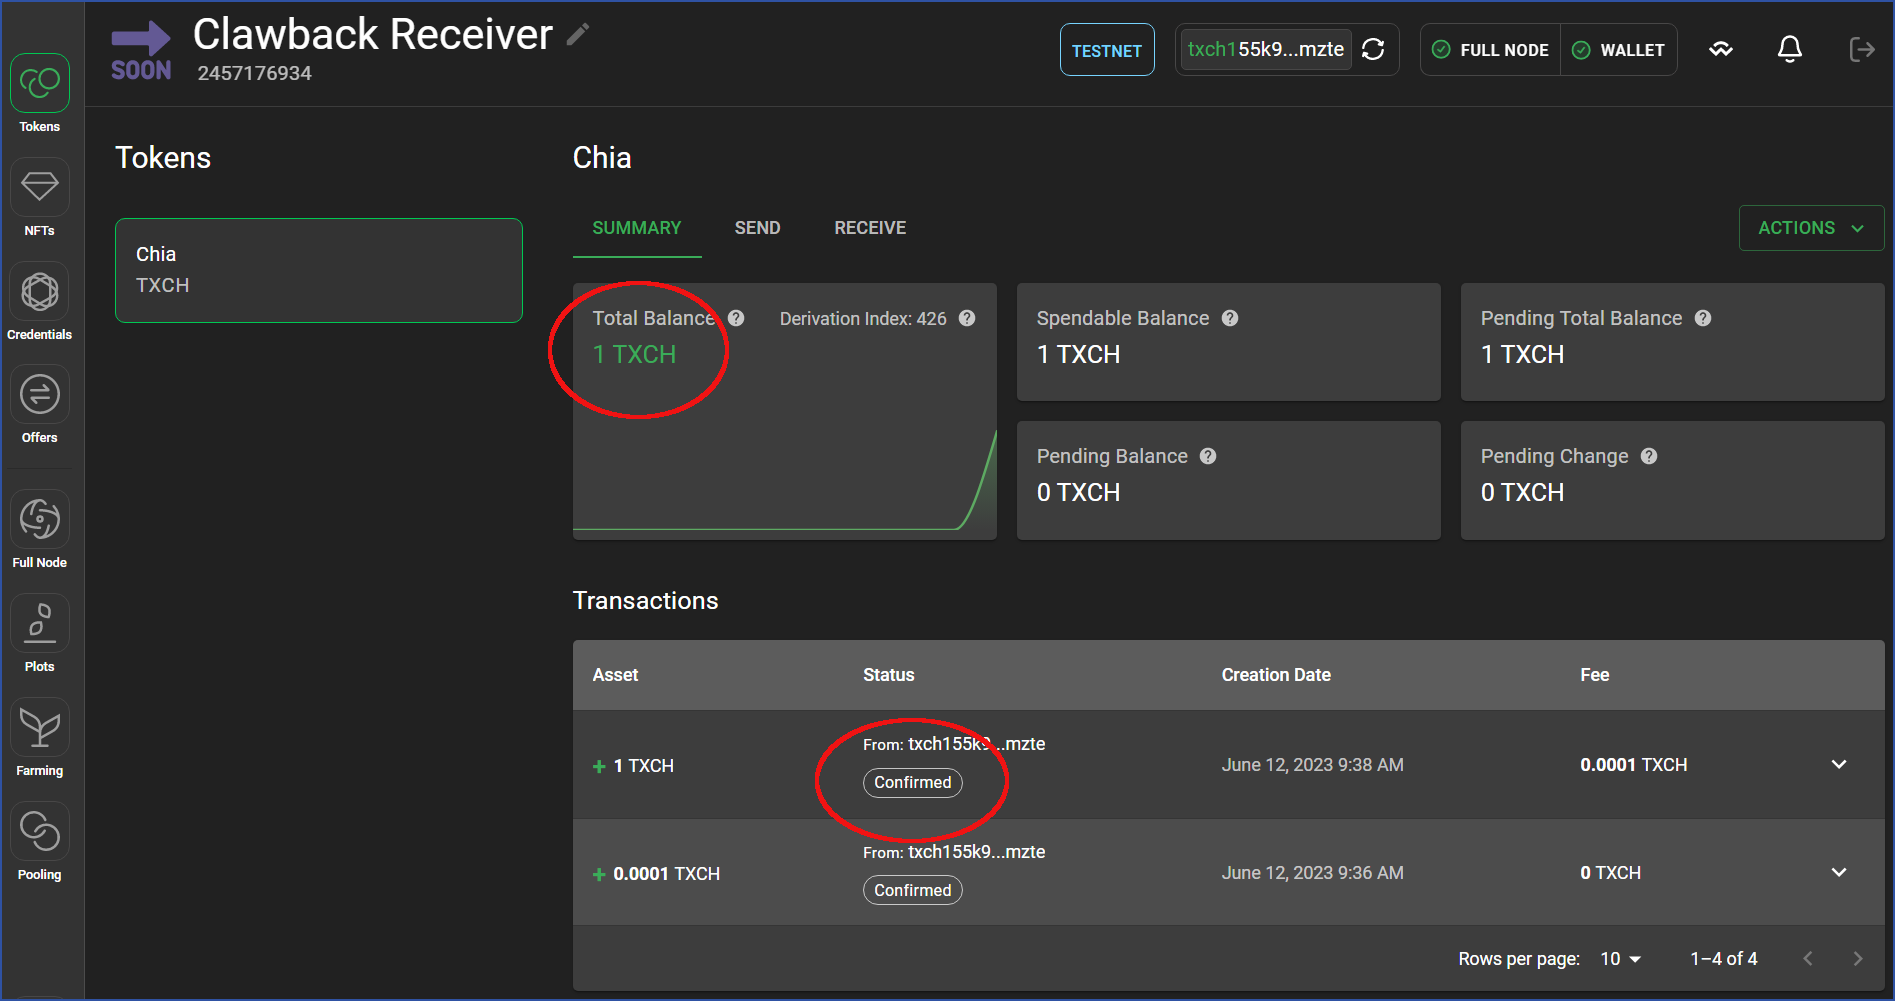 SOON
Clawback Receiver
2457176934
TESTNET
txch155k9...mzte
FULL NODE
WALLET
Tokens
NFTs
Credentials
Offers
Full Node
Plots
Farming
Pooling
Tokens
Chia
TXCH
Chia
SUMMARY
SEND
RECEIVE
ACTIONS
Total Balance
Derivation Index: 426
1 TXCH
Spendable Balance
1 TXCH
Pending Total Balance
1 TXCH
Pending Balance
0 TXCH
Pending Change
0 TXCH
Transactions
Asset Status Creation Date Fee
From: txch155k9...mzte
+ 1 TXCH Confirmed June 12, 2023 9:38 AM 0.0001 TXCH
From: txch155k9...mzte
+ 0.0001 TXCH Confirmed June 12, 2023 9:36 AM 0 TXCH
Rows per page: 10 1–4 of 4